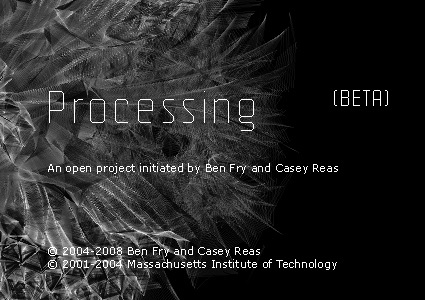 Processing
(BETA)
An open project initiated by Ben Fry and Casey Reas
© 2004-2008 Ben Fry and Casey Reas
© 2001-2004 Massachusetts Institute of Technology